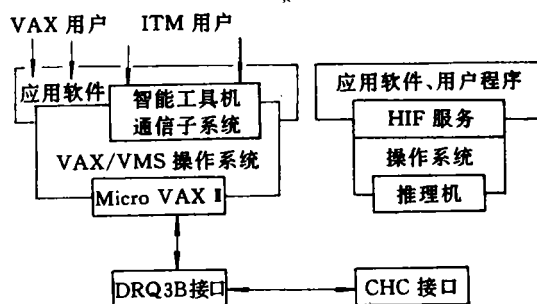 VAX 用户 ITM 用户
应用软件
智能工具机
通信子系统
VAX/VMS 操作系统
Micro VAX Ⅱ
DRQ3B接口
应用软件、用户程序
HIF 服务
操作系统
推理机
CHC 接口